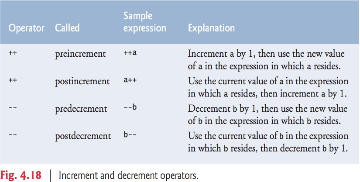 Sample
Operator Called expression Explanation
++ preincrement ++a Increment a by 1, then use the new value
of a in the expression in which a resides.
++ postincrement a++ Use the current value of a in the expression
in which a resides, then increment a by 1.
-- predecrement --b Decrement b by 1, then use the new value
of b in the expression in which b resides.
-- postdecrement b-- Use the current value of b in the expression
in which b resides, then decrement b by 1.
Fig. 4.18 | Increment and decrement operators.